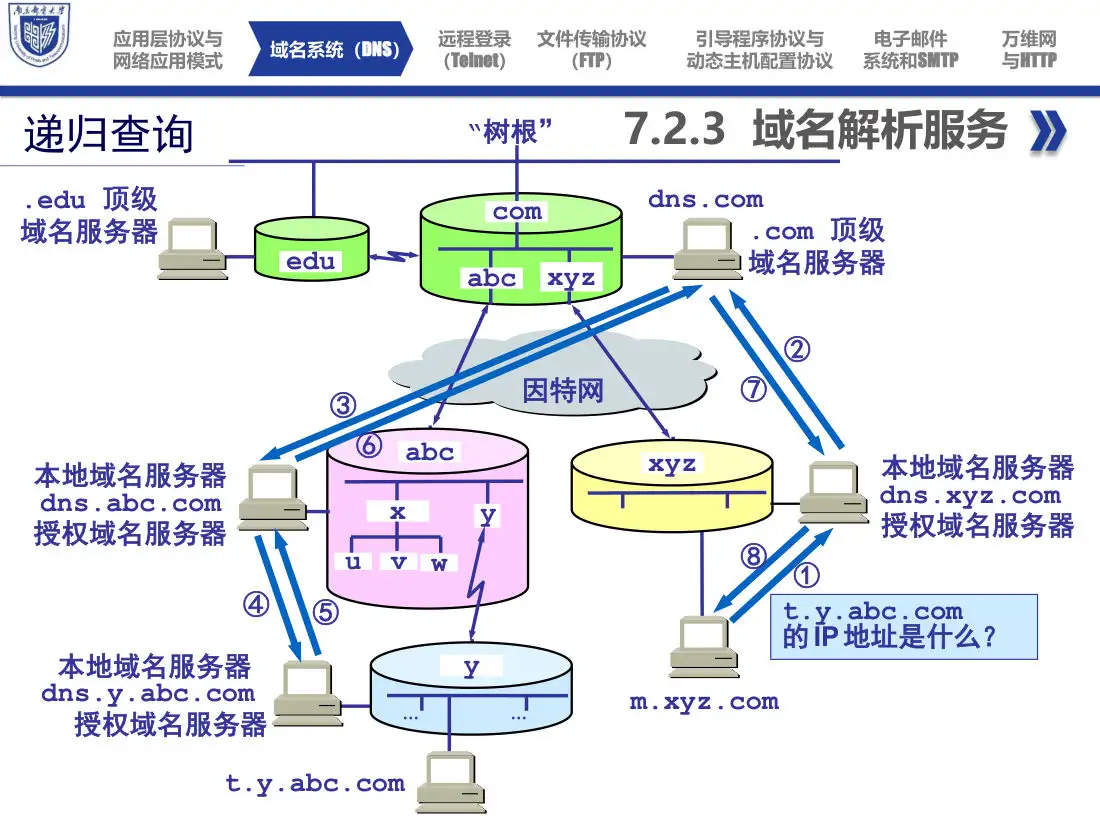 应用层协议与
网络应用模式
域名系统（DNS）
远程登录
（Telnet）
文件传输协议
（FTP）
引导程序协议与
动态主机配置协议
电子邮件
系统和SMTP
万维网
与HTTP
递归查询
“树根”
7.2.3 域名解析服务
.edu 顶级
域名服务器
edu
com
abc
xyz
dns.com
.com 顶级
域名服务器
②
⑦
因特网
③
⑥
本地域名服务器
dns.abc.com
授权域名服务器
abc
x
y
u
v
w
xyz
本地域名服务器
dns.xyz.com
授权域名服务器
⑧
①
④
⑤
t.y.abc.com
的IP地址是什么？
本地域名服务器
dns.y.abc.com
授权域名服务器
y
...
...
m.xyz.com
t.y.abc.com